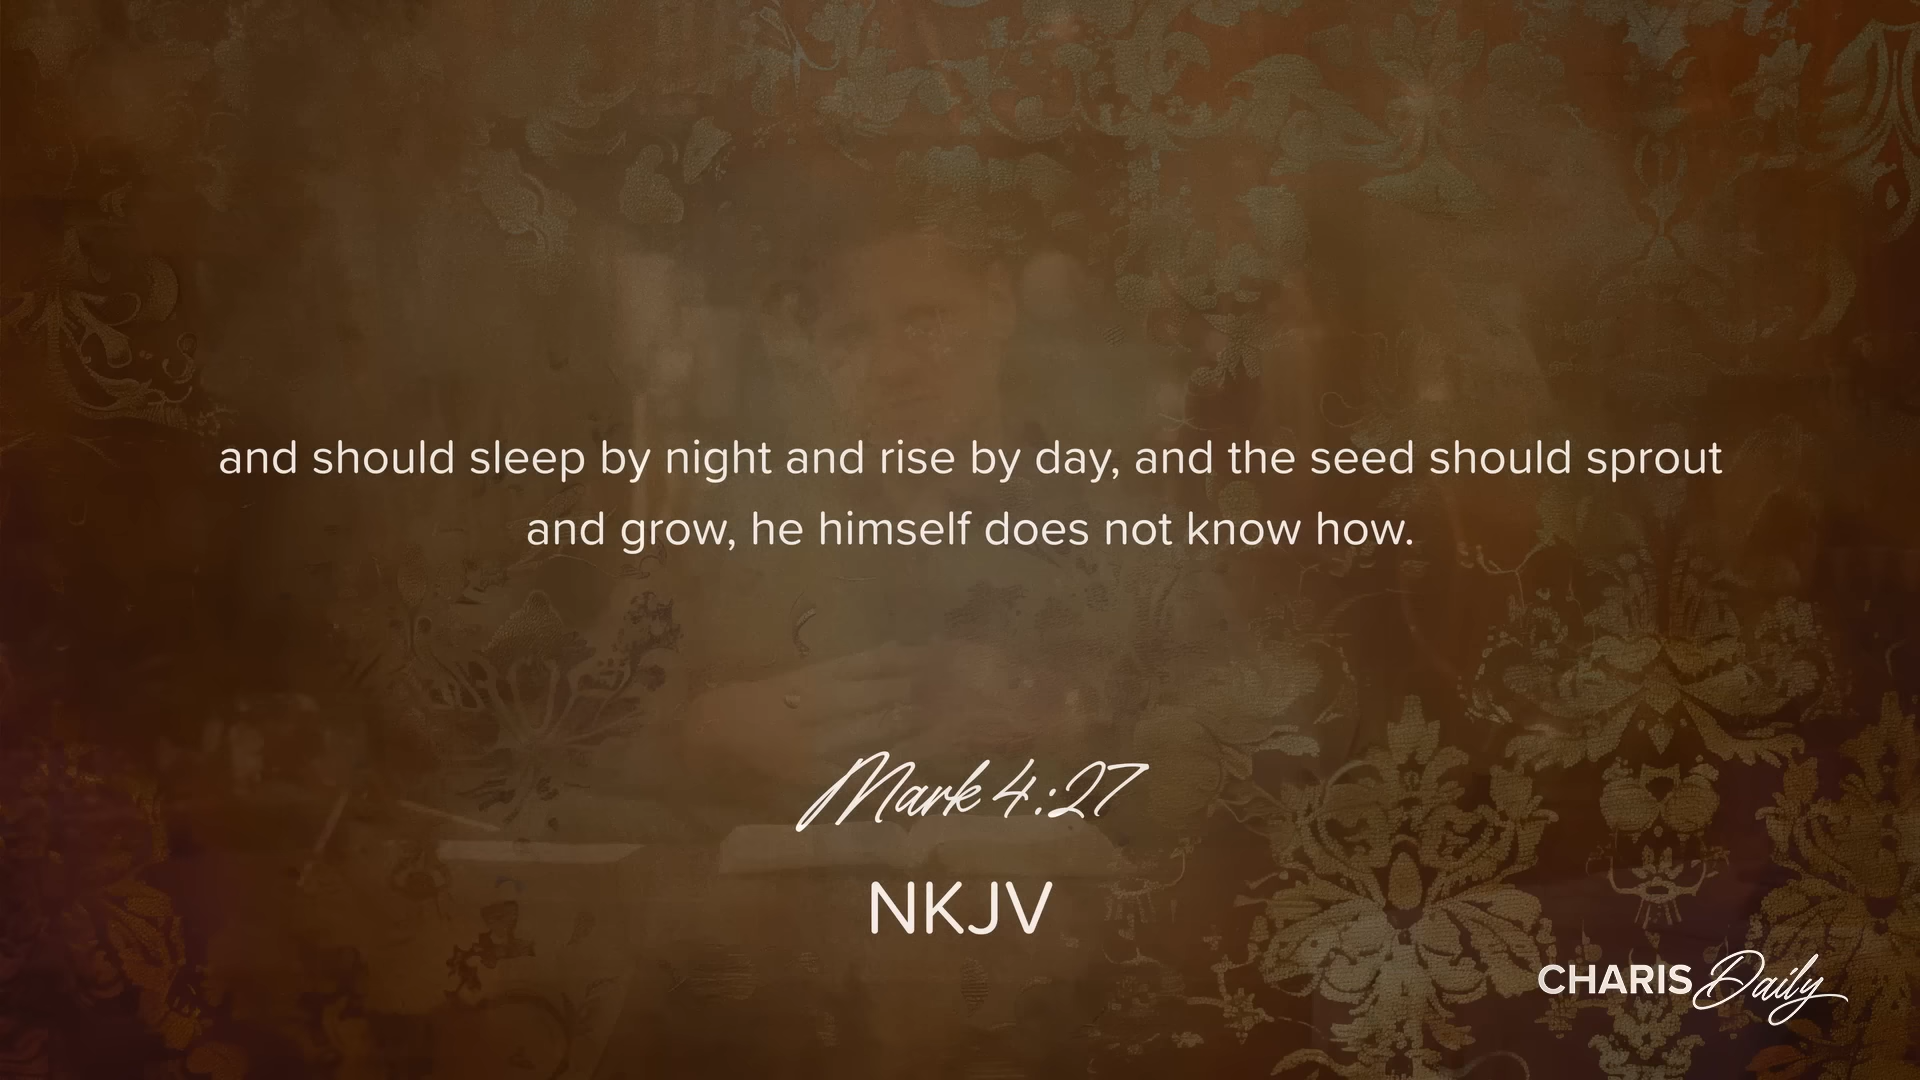 and should sleep by night and rise by day, and the seed should sprout
and grow, he himself does not know how.
Mark 4:27
NKJV
CHARIS Daily